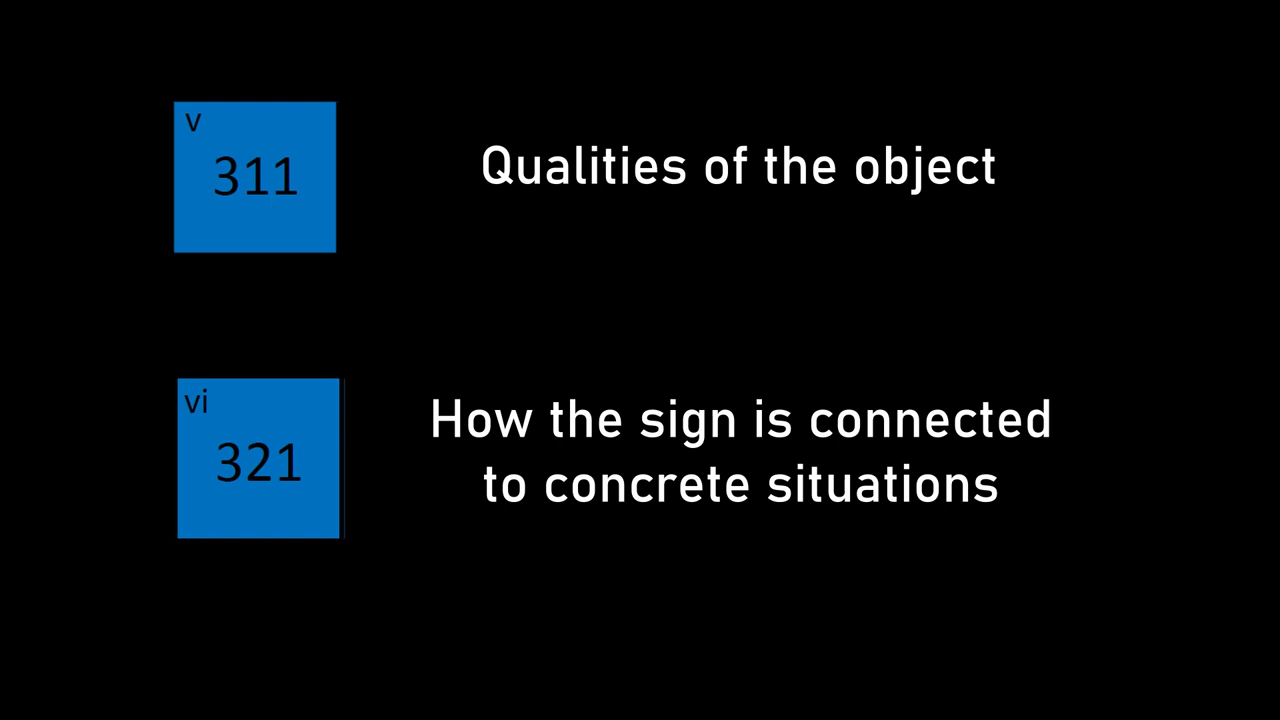 v
311
Qualities of the object
vi
321
How the sign is connected
to concrete situations